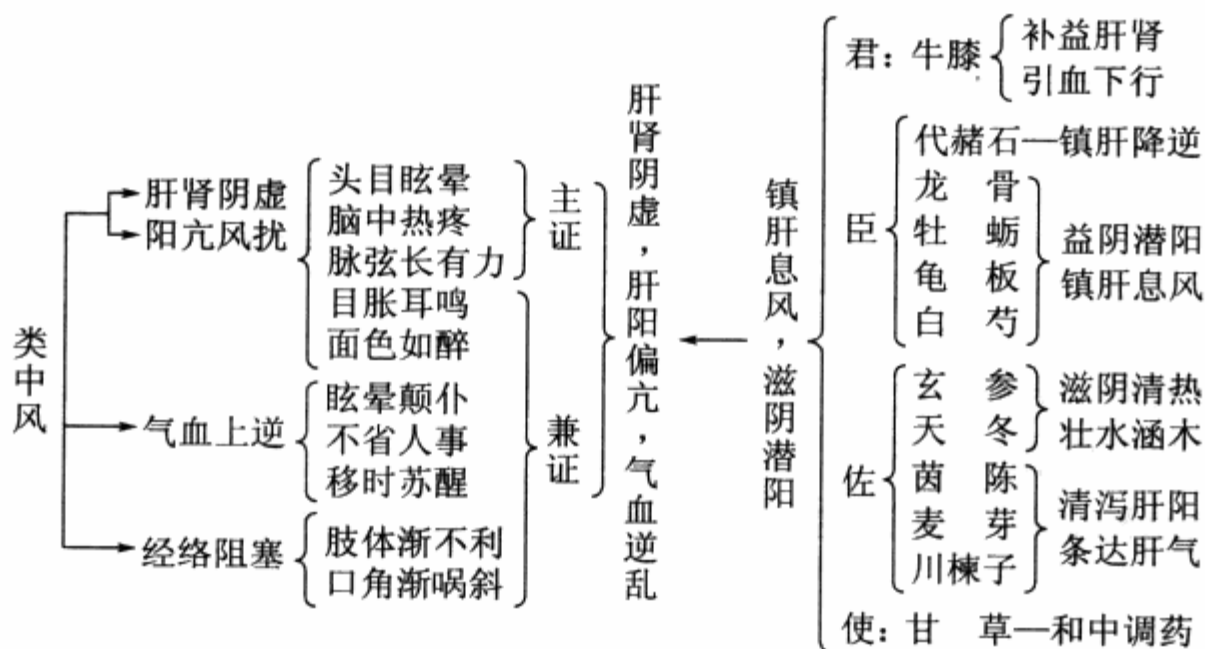 类中风
肝肾阴虚
阳亢风扰
气血上逆
经络阻塞
头目眩晕
脑中热疼
脉弦长有力
目胀耳鸣
面色如醉
眩晕颠仆
不省人事
移时苏醒
肢体渐不利
口角渐㖞斜
主证
兼证
肝肾阴虚，肝阳偏亢，气血逆乱
镇肝息风，滋阴潜阳
君：牛膝
补益肝肾
引血下行
臣
代赭石—镇肝降逆
龙 骨
牡 蛎
龟 板
白 芍
益阴潜阳
镇肝息风
佐
玄 参
天 冬
滋阴清热
壮水涵木
茵 陈
麦 芽
川楝子
清泻肝阳
条达肝气
使：甘 草—和中调药